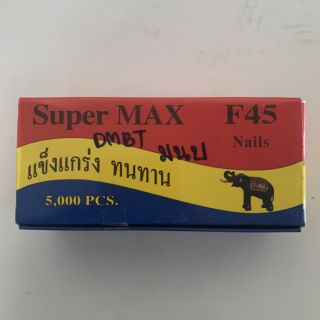 Super MAX F45
DMBT มนบ Nails
แข็งแกร่ง ทนทาน
5,000 PCS.